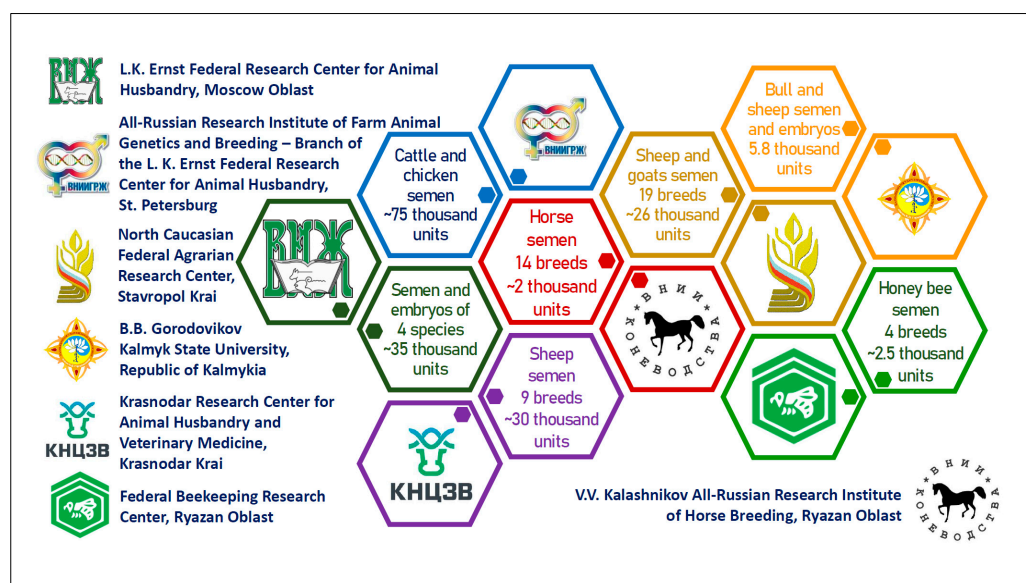 L.K. Ernst Federal Research Center for Animal
Husbandry, Moscow Oblast
All-Russian Research Institute of Farm Animal
Genetics and Breeding – Branch of
the L. K. Ernst Federal Research
Center for Animal Husbandry,
St. Petersburg
ВНИИГРЖ
North Caucasian
Federal Agrarian
Research Center,
Stavropol Krai
B.B. Gorodovikov
Kalmyk State University,
Republic of Kalmykia
Krasnodar Research Center for
Animal Husbandry and
Veterinary Medicine,
Krasnodar Krai
КНЦЗВ
Federal Beekeeping Research
Center, Ryazan Oblast
ВИЖ
ВИЖ
Cattle and
chicken
semen
~75 thousand
units
Semen and
embryos of
4 species
~35 thousand
units
КНЦЗВ
ВНИИГРЖ
Horse
semen
14 breeds
~2 thousand
units
Sheep
semen
9 breeds
~30 thousand
units
Sheep and
goats semen
19 breeds
~26 thousand
units
ВНИИ
КОНЕВОДСТВА
Bull and
sheep semen
and embryos
5.8 thousand
units
Honey bee
semen
4 breeds
~2.5 thousand
units
V.V. Kalashnikov All-Russian Research Institute
of Horse Breeding, Ryazan Oblast
ВНИИ
КОНЕВОДСТВА